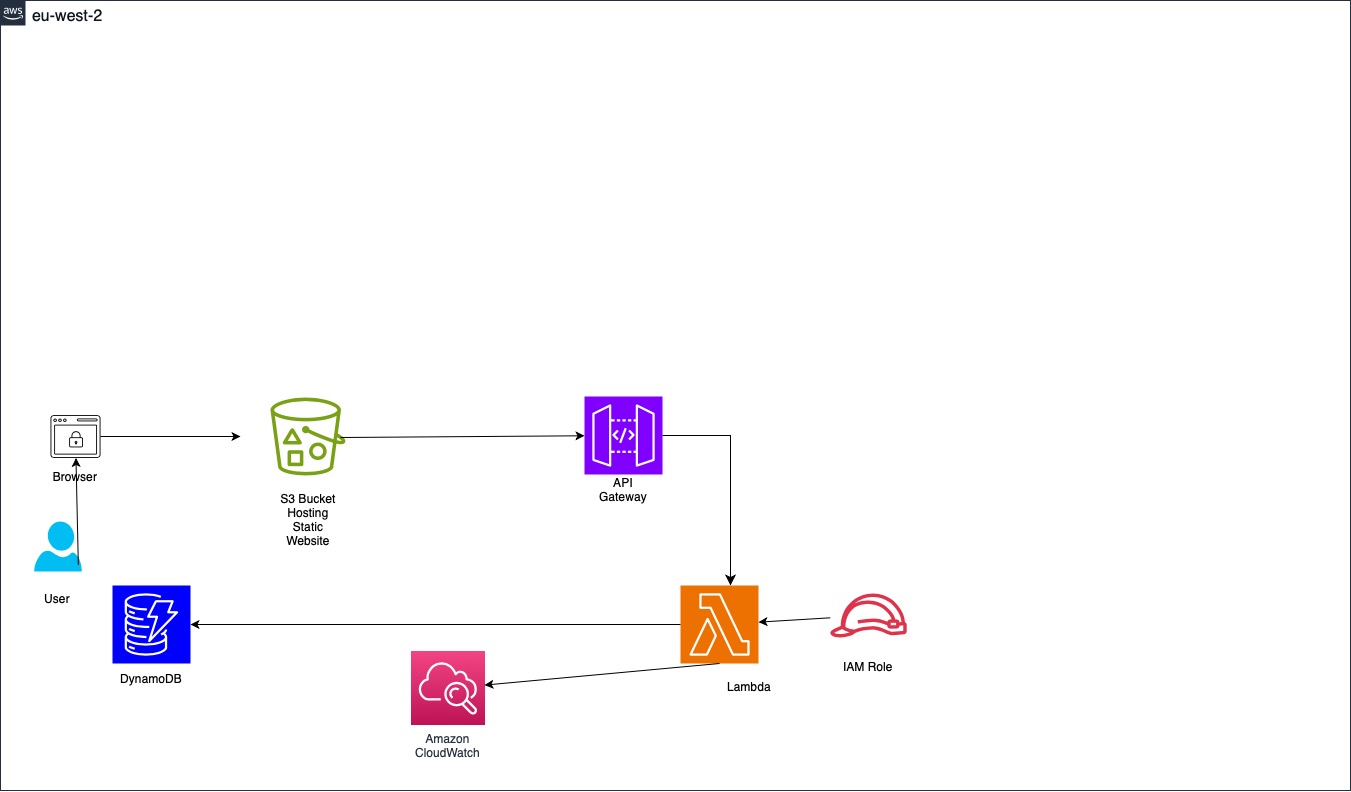 aws
eu-west-2
Browser
S3 Bucket
Hosting
Static
Website
API
Gateway
User
DynamoDB
Lambda
IAM Role
Amazon
CloudWatch